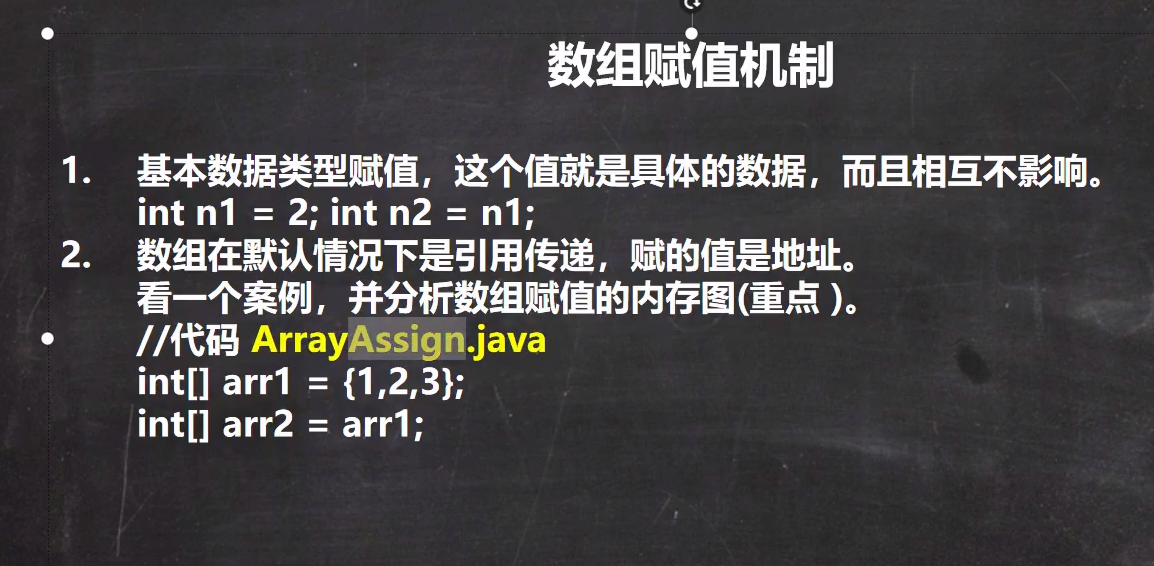 数组赋值机制
1. 基本数据类型赋值，这个值就是具体的数据，而且相互不影响。
int n1 = 2; int n2 = n1;
2. 数组在默认情况下是引用传递，赋的值是地址。
看一个案例，并分析数组赋值的内存图(重点 )。
//代码 ArrayAssign.java
int[] arr1 = {1,2,3};
int[] arr2 = arr1;